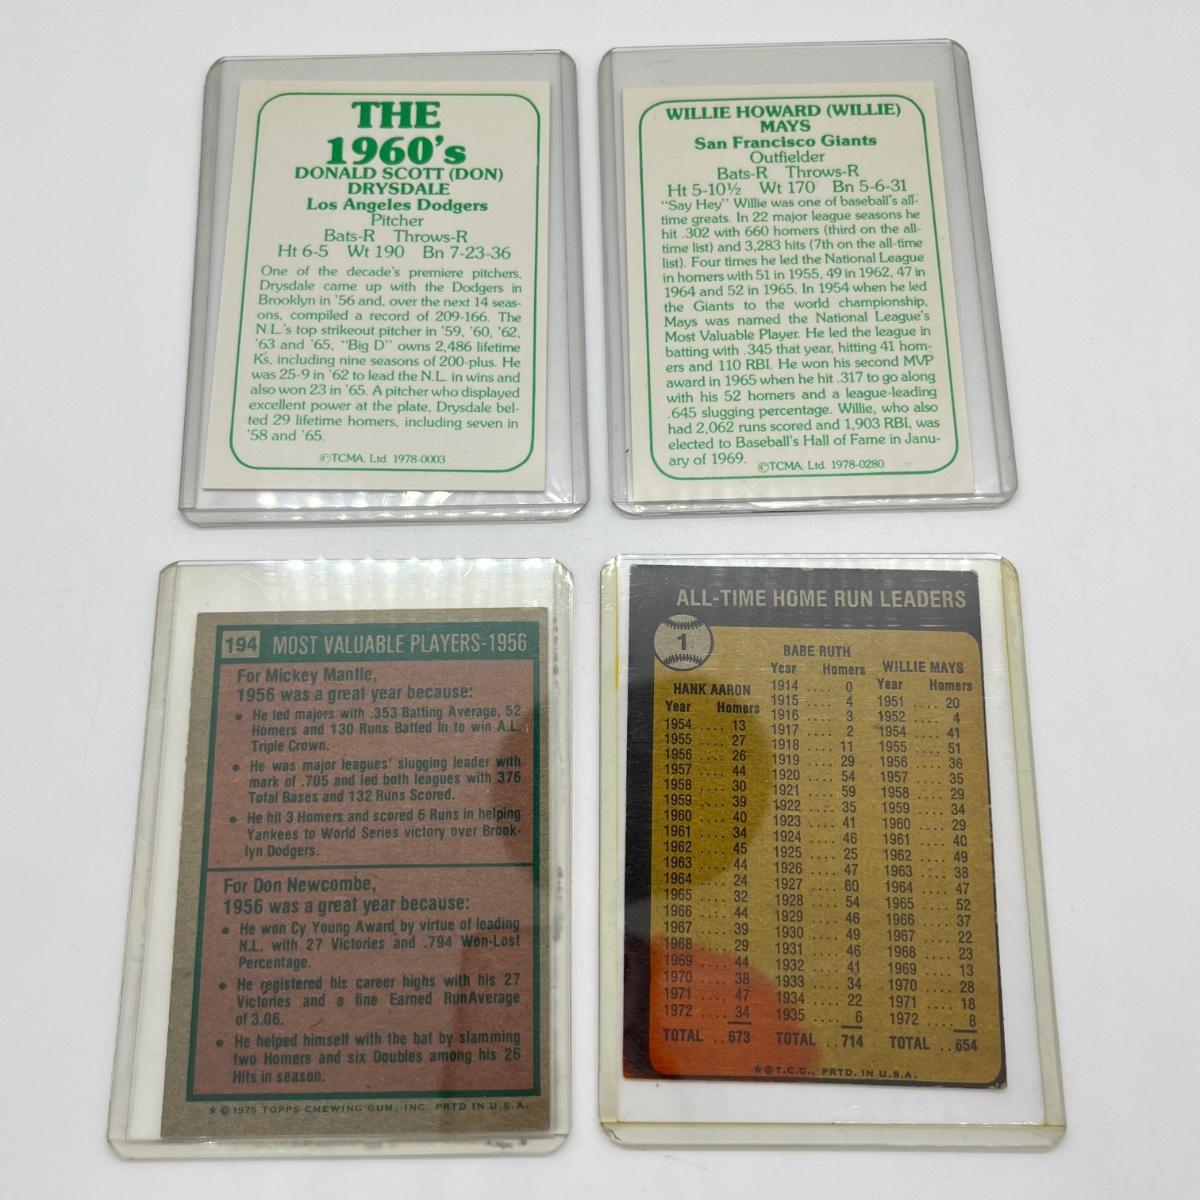 THE
1960's
DONALD SCOTT (DON)
DRYSDALE
Los Angeles Dodgers
Pitcher
Bats-R Throws-R
Ht 6-5 Wt 190 Bn 7-23-36
One of the decade's premiere pitchers,
Drysdale came up with the Dodgers in
Brooklyn in '56 and, over the next 14 seas-
ons, compiled a record of 209-166. The
N.L.'s top strikeout pitcher in '59, '60, '62,
'63 and '65, "Big D" owns 2,486 lifetime
K's, including nine seasons of 200-plus. He
was 25-9 in '62 to lead the N.L. in wins and
also won 23 in '65. A pitcher who displayed
excellent power at the plate, Drysdale bel-
ted 29 lifetime homers, including seven in
'58 and '65.
©TCMA, Ltd. 1978-0003
WILLIE HOWARD (WILLIE)
MAYS
San Francisco Giants
Outfielder
Bats-R Throws-R
Ht 5-10½ Wt 170 Bn 5-6-31
"Say Hey" Willie was one of baseball's all-
time greats. In 22 major league seasons he
hit .302 with 660 homers (third on the all-
time list) and 3,283 hits (7th on the all-time
list). Four times he led the National League
in homers with 51 in 1955, 49 in 1962, 47 in
1964 and 52 in 1965. In 1954 when he led
the Giants to the world championship,
Mays was named the National League's
Most Valuable Player. He led the league in
batting with .345 that year, hitting 41 hom-
ers and 110 RBI. He won his second MVP
award in 1965 when he hit .317 to go along
with his 52 homers and a league-leading
.645 slugging percentage. Willie, who also
had 2,062 runs scored and 1,903 RBI, was
elected to Baseball's Hall of Fame in Janu-
ary of 1969.
©TCMA, Ltd. 1978-0280
194 MOST VALUABLE PLAYERS-1956
For Mickey Mantle,
1956 was a great year because:
● He led majors with .353 Batting Average, 52
Homers and 130 Runs Batted In to win A.L.
Triple Crown.
● He was major leagues' slugging leader with
mark of .705 and led both leagues with 376
Total Bases and 132 Runs Scored.
● He hit 3 Homers and scored 6 Runs in helping
Yankees to World Series victory over Brook-
lyn Dodgers.
For Don Newcombe,
1956 was a great year because:
● He won Cy Young Award by virtue of leading
N.L. with 27 Victories and .794 Won-Lost
Percentage.
● He registered his career highs with his 27
Victories and a fine Earned RunAverage
of 3.06.
● He helped himself with the bat by slamming
two Homers and six Doubles among his 26
Hits in season.
★ © 1975 TOPPS CHEWING GUM, INC. PRTD IN U.S.A.
ALL-TIME HOME RUN LEADERS
1
HANK AARON
Year Homers
1954 .... 13
1955 .... 27
1956 .... 26
1957 .... 44
1958 .... 30
1959 .... 39
1960 .... 40
1961 .... 34
1962 .... 45
1963 .... 44
1964 .... 24
1965 .... 32
1966 .... 44
1967 .... 39
1968 .... 29
1969 .... 44
1970 .... 38
1971 .... 47
1972 .... 34
TOTAL .. 673
BABE RUTH
Year Homers
1914 .... 0
1915 .... 4
1916 .... 3
1917 .... 2
1918 .... 11
1919 .... 29
1920 .... 54
1921 .... 59
1922 .... 35
1923 .... 41
1924 .... 46
1925 .... 25
1926 .... 47
1927 .... 60
1928 .... 54
1929 .... 46
1930 .... 49
1931 .... 46
1932 .... 41
1933 .... 34
1934 .... 22
1935 .... 6
TOTAL .. 714
WILLIE MAYS
Year Homers
1951 .... 20
1952 .... 4
1954 .... 41
1955 .... 51
1956 .... 36
1957 .... 35
1958 .... 29
1959 .... 34
1960 .... 29
1961 .... 40
1962 .... 49
1963 .... 38
1964 .... 47
1965 .... 52
1966 .... 37
1967 .... 22
1968 .... 23
1969 .... 13
1970 .... 28
1971 .... 18
1972 .... 8
TOTAL .. 654
★©T.C.G., PRTD. IN U.S.A.